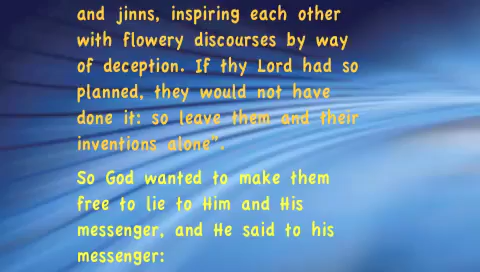 and jinns, inspiring each other
with flowery discourses by way
of deception. If thy Lord had so
planned, they would not have
done it: so leave them and their
inventions alone".
So God wanted to make them
free to lie to Him and His
messenger, and He said to his
messenger: